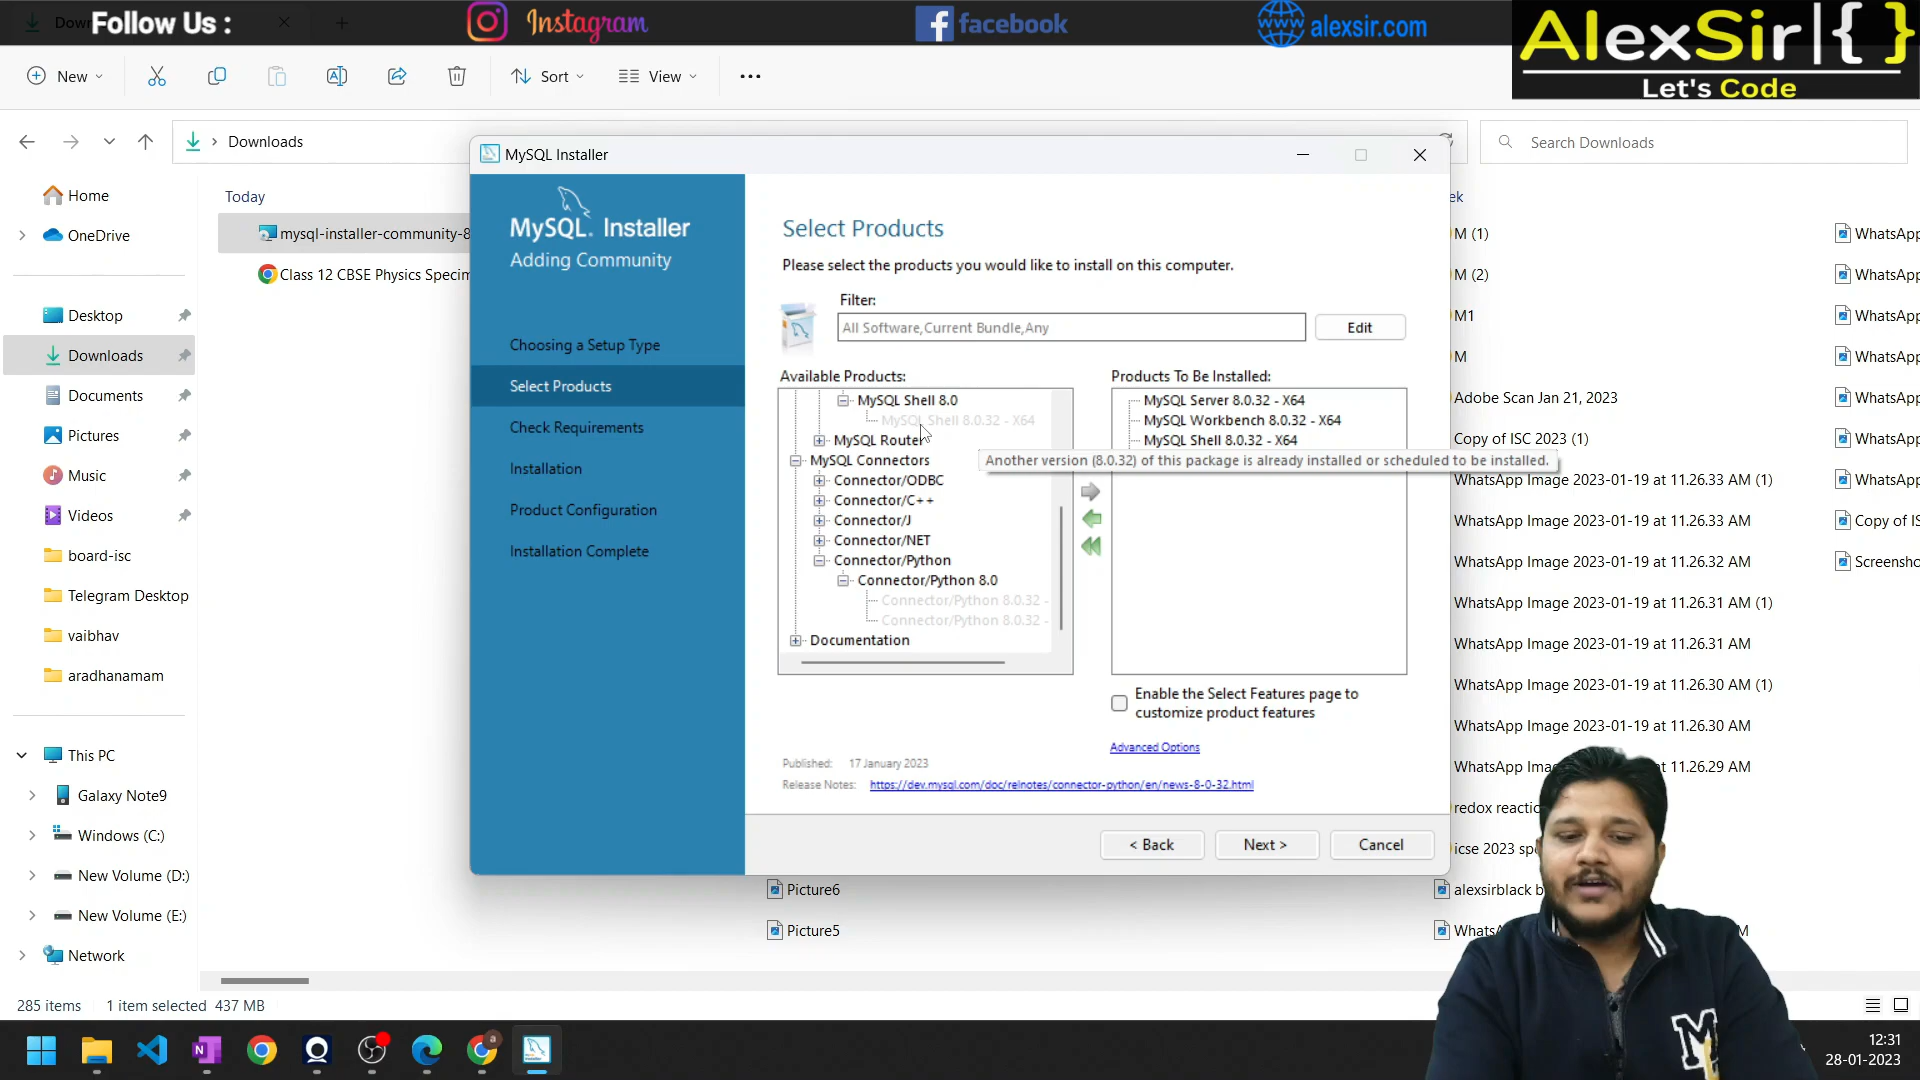 Follow Us :
Instagram
facebook
alexsir.com
AlexSir|{ }
Let's Code
New
Sort
View
Downloads
Search Downloads
Home
OneDrive
Desktop
Downloads
Documents
Pictures
Music
Videos
board-isc
Telegram Desktop
vaibhav
aradhanamam
This PC
Galaxy Note9
Windows (C:)
New Volume (D:)
New Volume (E:)
Network
Today
mysql-installer-community-8
Class 12 CBSE Physics Specim
MySQL Installer
MySQL. Installer
Adding Community
Choosing a Setup Type
Select Products
Check Requirements
Installation
Product Configuration
Installation Complete
Select Products
Please select the products you would like to install on this computer.
Filter:
All Software,Current Bundle,Any
Edit
Available Products:
MySQL Shell 8.0
MySQL Shell 8.0.32 - X64
MySQL Router
MySQL Connectors
Connector/ODBC
Connector/C++
Connector/J
Connector/NET
Connector/Python
Connector/Python 8.0
Connector/Python 8.0.32 -
Connector/Python 8.0.32 -
Documentation
Products To Be Installed:
MySQL Server 8.0.32 - X64
MySQL Workbench 8.0.32 - X64
MySQL Shell 8.0.32 - X64
Another version (8.0.32) of this package is already installed or scheduled to be installed.
Enable the Select Features page to
customize product features
Advanced Options
Published: 17 January 2023
Release Notes: https://dev.mysql.com/doc/relnotes/connector-python/en/news-8-0-32.html
< Back
Next >
Cancel
Picture6
Picture5
ek
M (1)
M (2)
M1
M
Adobe Scan Jan 21, 2023
Copy of ISC 2023 (1)
WhatsApp Image 2023-01-19 at 11.26.33 AM (1)
WhatsApp Image 2023-01-19 at 11.26.33 AM
WhatsApp Image 2023-01-19 at 11.26.33 AM
WhatsApp Image 2023-01-19 at 11.26.31 AM (1)
WhatsApp Image 2023-01-19 at 11.26.31 AM
WhatsApp Image 2023-01-19 at 11.26.30 AM (1)
WhatsApp Image 2023-01-19 at 11.26.30 AM
WhatsApp Ima t 11.26.29 AM
redox reactio
icse 2023 spe
alexsirblack b
WhatsA M
WhatsApp
WhatsApp
WhatsApp
WhatsApp
WhatsApp
WhatsApp
WhatsApp
Copy of IS
Screensho
285 items
1 item selected 437 MB
12:31
28-01-2023